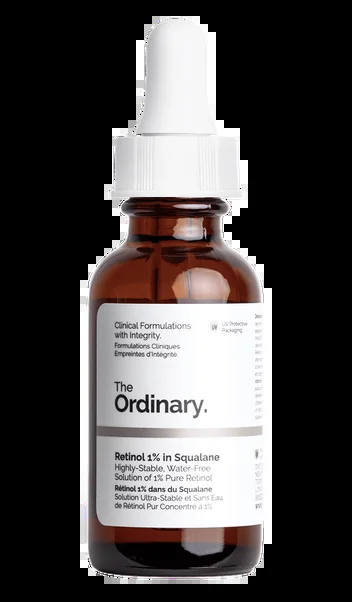 Clinical Formulations
with Integrity.
Formulations Cliniques
Empreintes d'Intégrité.
UV
UV Protective
Packaging.
The
Ordinary.
Retinol 1% in Squalane
Highly-Stable, Water-Free
Solution of 1% Pure Retinol
Rétinol 1% dans du Squalane
Solution Ultra-Stable et Sans Eau
de Rétinol Pur Concentré à 1%